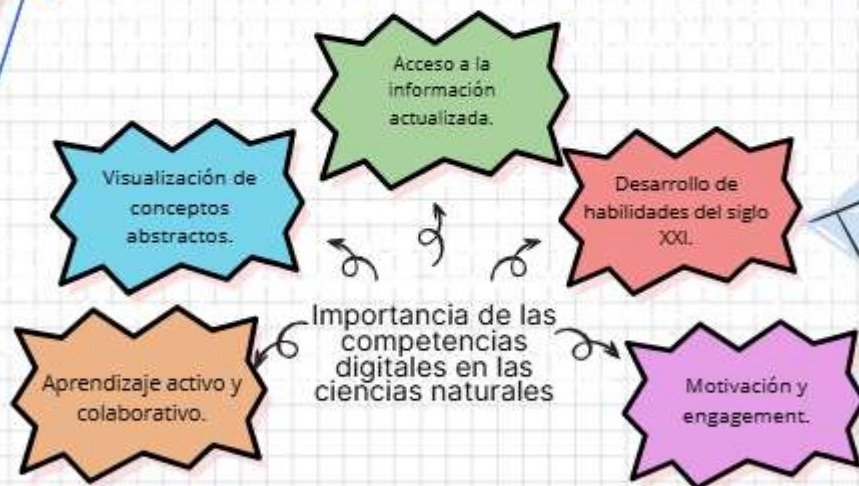 Acceso a la
información
actualizada.
Visualización de
conceptos
abstractos.
Desarrollo de
habilidades del siglo
XXI.
Importancia de las
competencias
digitales en las
ciencias naturales
Aprendizaje activo y
colaborativo.
Motivación y
engagement.